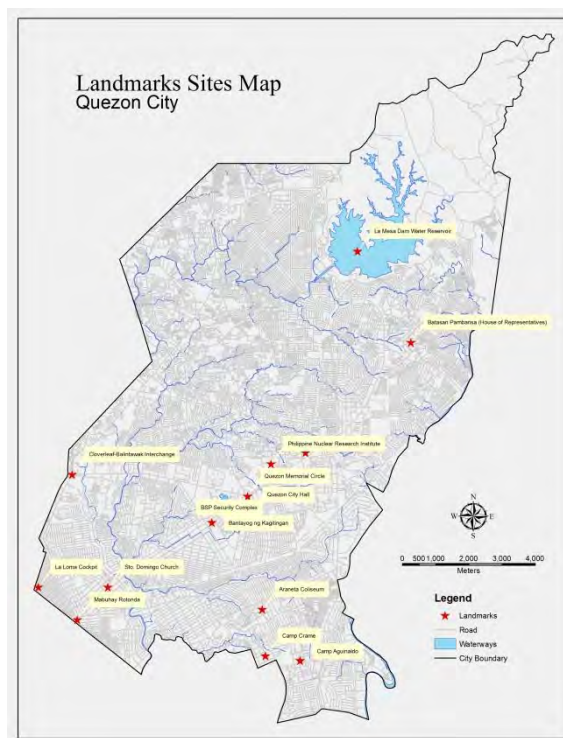 Landmarks Sites Map
Quezon City
La Mesa Dam Water Reservoir
Batasan Pambansa (House of Representatives)
Philippine Nuclear Research Institute
Cloverleaf-Balintawak Interchange
Quezon Memorial Circle
Quezon City Hall
BSP Security Complex
Bantayog ng Kagitingan
N
W E
S
La Loma Cockpit
Sto. Domingo Church
0 500 1,000 2,000 3,000 4,000
Meters
Mabuhay Rotonda
Araneta Coliseum
Legend
Landmarks
Road
Waterways
City Boundary
Camp Crame
Camp Aguinaldo